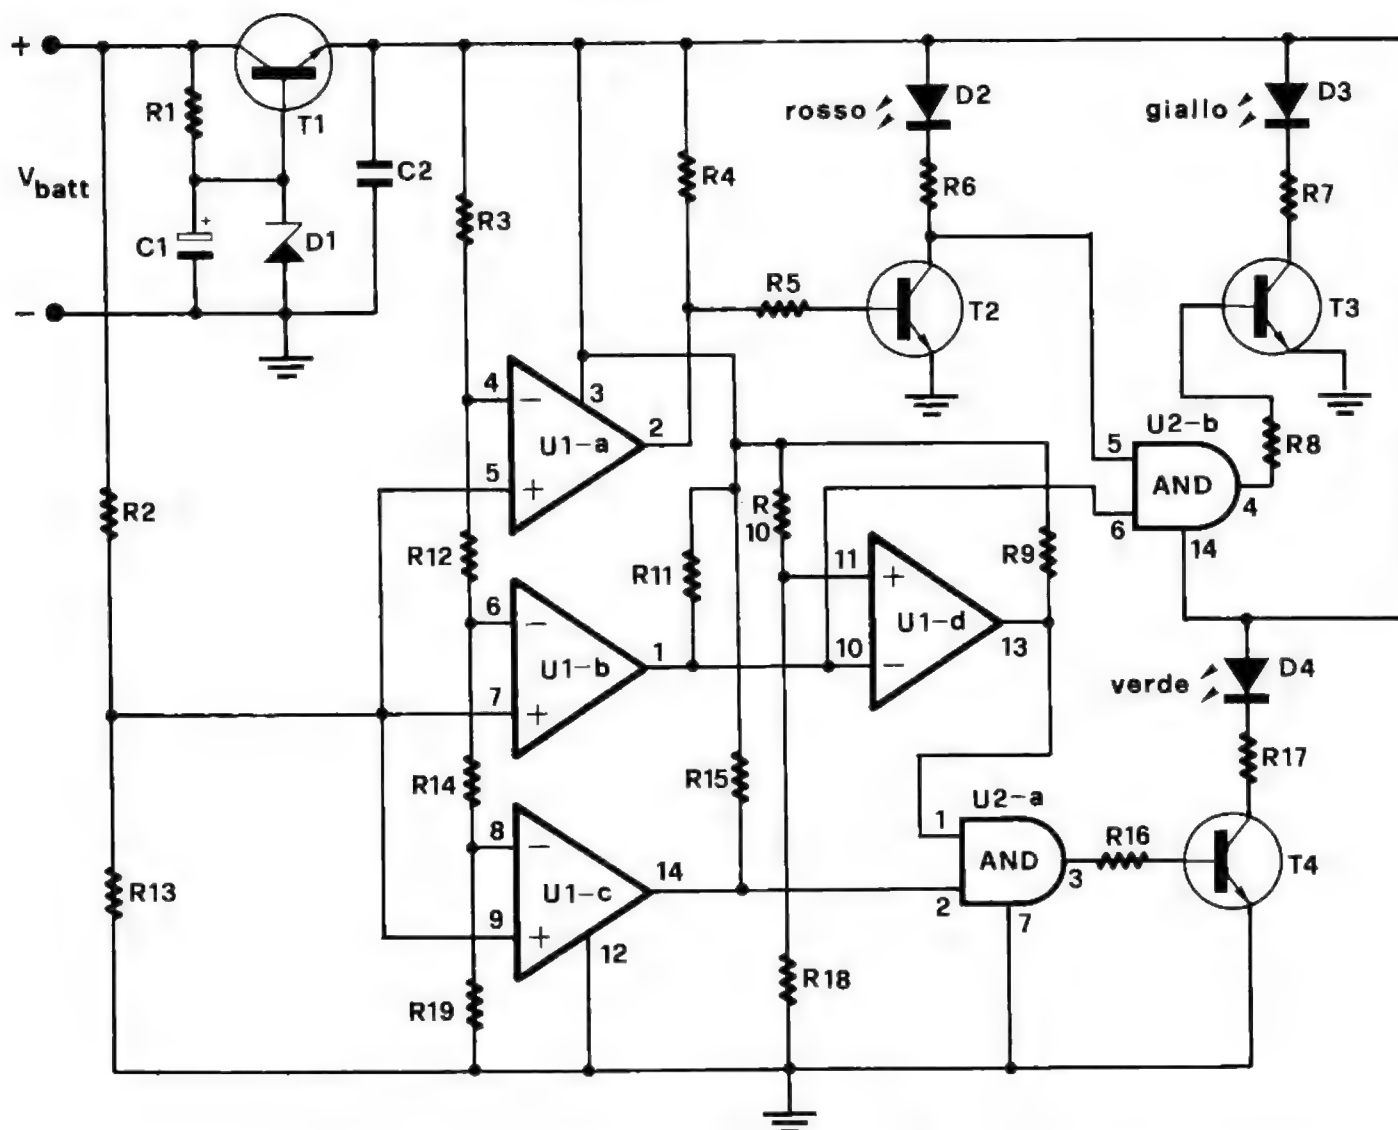 +
R1
T1
C2
Vbatt
+
C1
D1
−
R3
R4
rosso
D2
giallo
D3
R6
R7
R5
T2
T3
4
−
3
U1-a
2
5
+
U2-b
5
AND
4
6
14
R8
R2
R12
R11
R
10
R9
6
−
U1-b
1
7
+
11
+
U1-d
10
−
13
verde
D4
R14
R15
R17
8
−
U1-c
14
9
+
12
U2-a
1
AND
3
2
7
R16
T4
R13
R19
R18